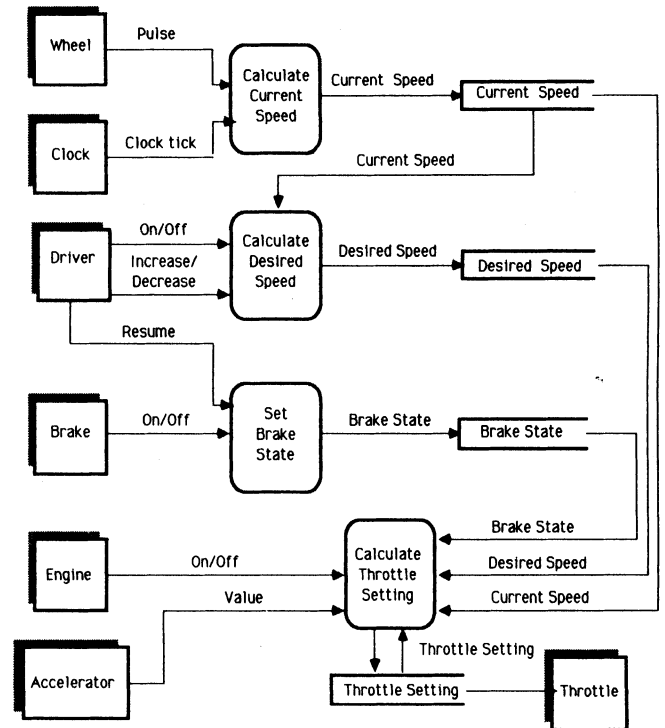 Wheel
Pulse
Calculate
Current
Speed
Current Speed
Current Speed
Clock
Clock tick
Current Speed
Driver
On/Off
Increase/
Decrease
Calculate
Desired
Speed
Desired Speed
Desired Speed
Resume
Brake
On/Off
Set
Brake
State
Brake State
Brake State
Engine
On/Off
Calculate
Throttle
Setting
Brake State
Desired Speed
Current Speed
Value
Accelerator
Throttle Setting
Throttle Setting
Throttle